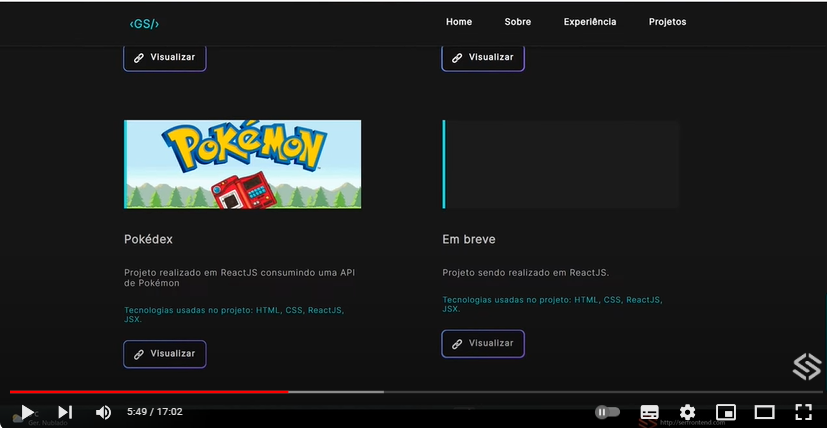 ‹GS/›
Home
Sobre
Experiência
Projetos
Visualizar
Visualizar
POKÉMON
Pokédex
Em breve
Projeto realizado em ReactJS consumindo uma API
de Pokémon
Projeto sendo realizado em ReactJS.
Tecnologias usadas no projeto: HTML, CSS, ReactJS,
JSX.
Tecnologias usadas no projeto: HTML, CSS, ReactJS,
JSX.
Visualizar
Visualizar
5:49 / 17:02
Ger. Nublado